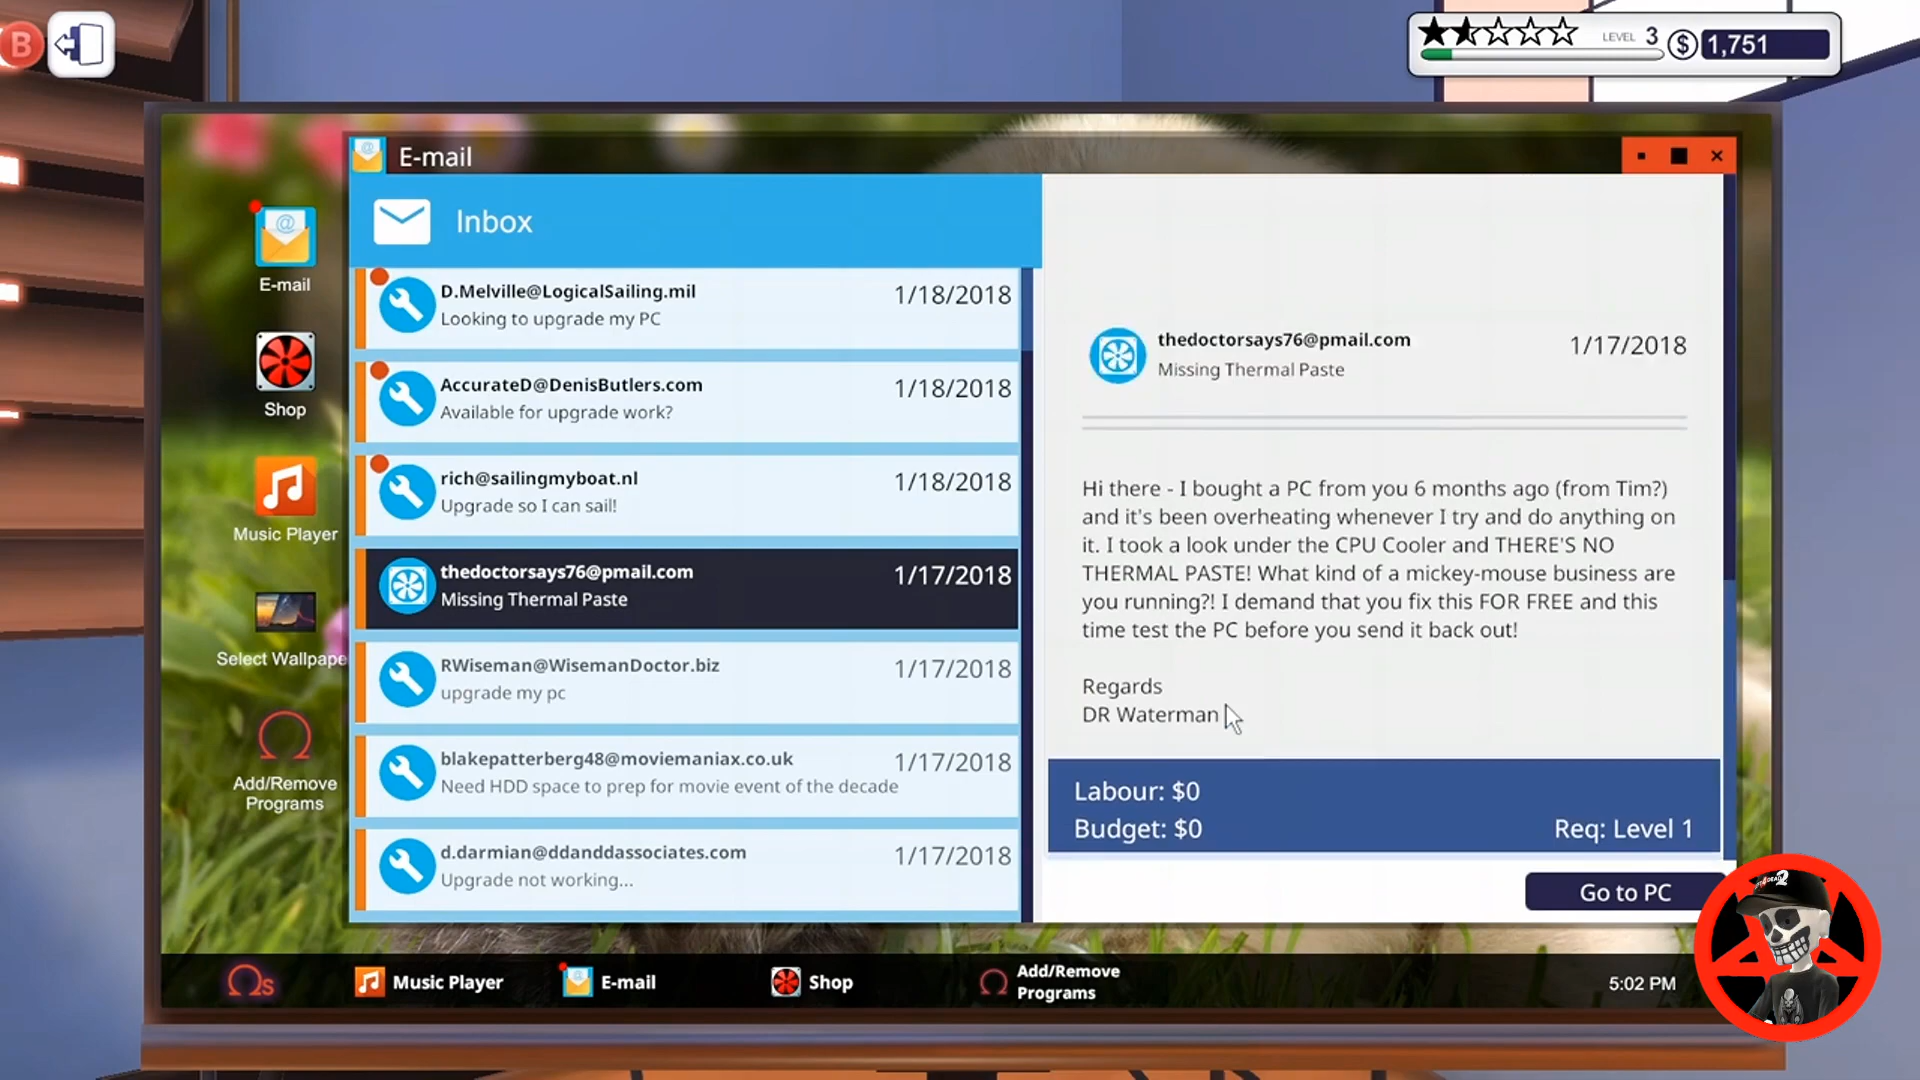 B
LEVEL 3
$ 1,751
E-mail
Inbox
D.Melville@LogicalSailing.mil 1/18/2018
Looking to upgrade my PC
AccurateD@DenisButlers.com 1/18/2018
Available for upgrade work?
rich@sailingmyboat.nl 1/18/2018
Upgrade so I can sail!
thedoctorsays76@pmail.com 1/17/2018
Missing Thermal Paste
RWiseman@WisemanDoctor.biz 1/17/2018
upgrade my pc
blakepatterberg48@moviemaniax.co.uk 1/17/2018
Need HDD space to prep for movie event of the decade
d.darmian@ddanddassociates.com 1/17/2018
Upgrade not working...
E-mail
Shop
Music Player
Select Wallpape
Add/Remove
Programs
thedoctorsays76@pmail.com 1/17/2018
Missing Thermal Paste
Hi there - I bought a PC from you 6 months ago (from Tim?)
and it's been overheating whenever I try and do anything on
it. I took a look under the CPU Cooler and THERE'S NO
THERMAL PASTE! What kind of a mickey-mouse business are
you running?! I demand that you fix this FOR FREE and this
time test the PC before you send it back out!
Regards
DR Waterman
Labour: $0
Budget: $0 Req: Level 1
Go to PC
Ωs
Music Player
E-mail
Shop
Add/Remove
Programs
5:02 PM